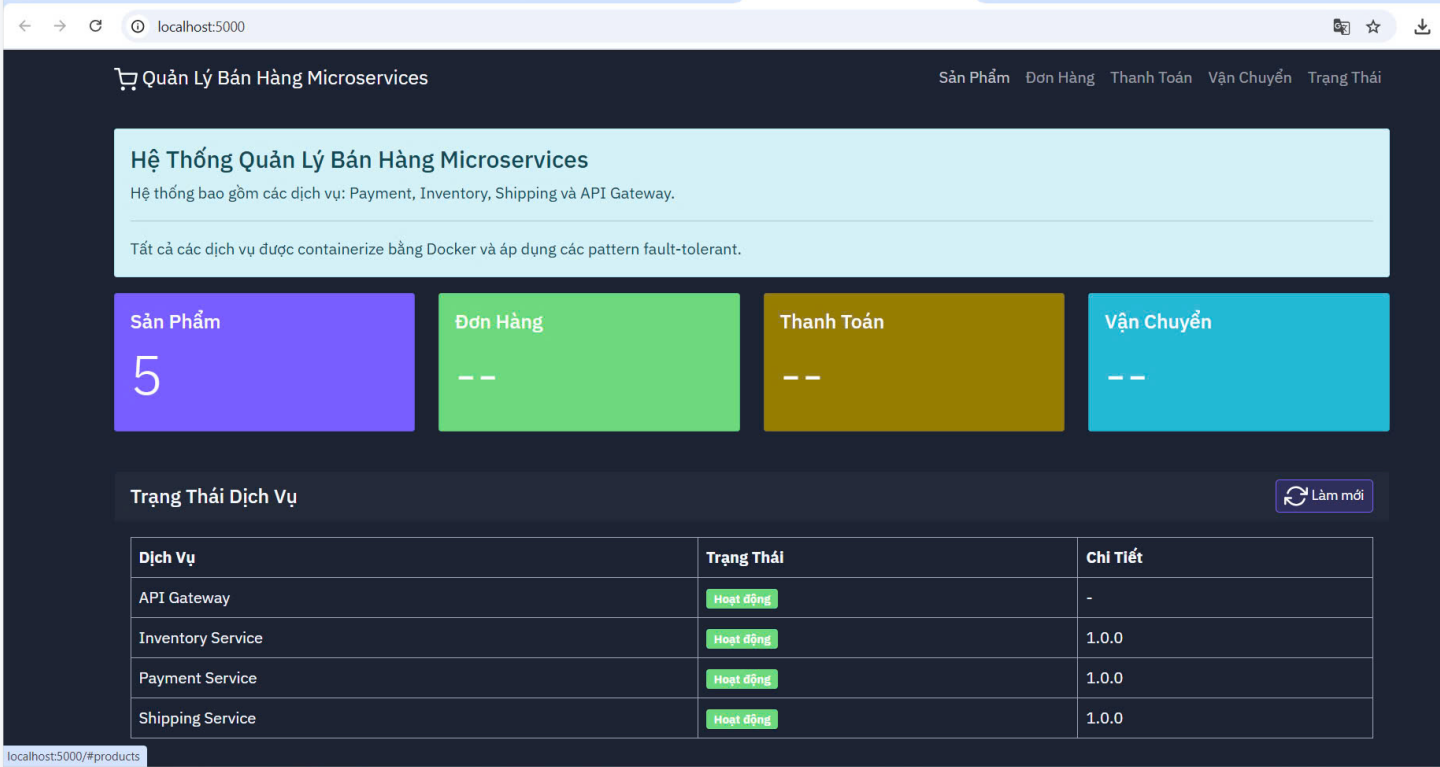 localhost:5000
Quản Lý Bán Hàng Microservices
Sản Phẩm Đơn Hàng Thanh Toán Vận Chuyển Trạng Thái
Hệ Thống Quản Lý Bán Hàng Microservices
Hệ thống bao gồm các dịch vụ: Payment, Inventory, Shipping và API Gateway.
Tất cả các dịch vụ được containerize bằng Docker và áp dụng các pattern fault-tolerant.
Sản Phẩm Đơn Hàng Thanh Toán Vận Chuyển
5 -- -- --
Trạng Thái Dịch Vụ Làm mới
Dịch Vụ Trạng Thái Chi Tiết
API Gateway Hoạt động -
Inventory Service Hoạt động 1.0.0
Payment Service Hoạt động 1.0.0
Shipping Service Hoạt động 1.0.0
localhost:5000/#products